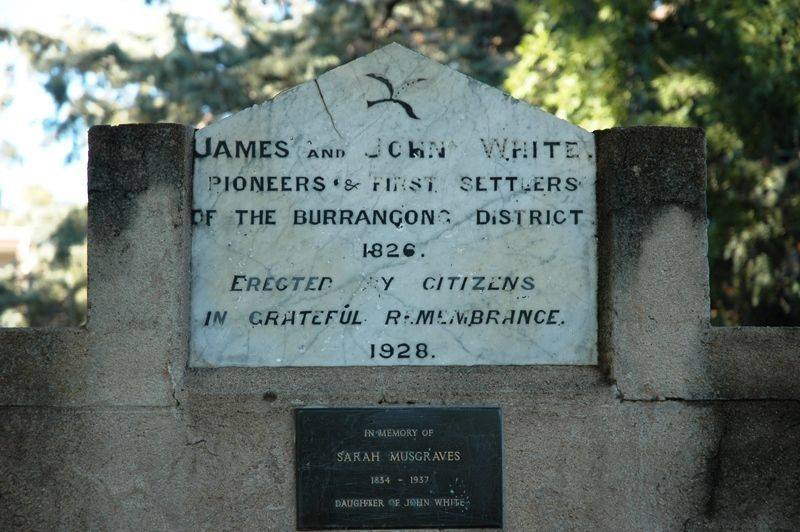 JAMES AND JOHN WHITE.
PIONEERS & FIRST SETTLERS
OF THE BURRANGONG DISTRICT
1826.
ERECTED BY CITIZENS
IN GRATEFUL REMEMBRANCE.
1928.
IN MEMORY OF
SARAH MUSGRAVES
1834 - 1937
DAUGHTER OF JOHN WHITE